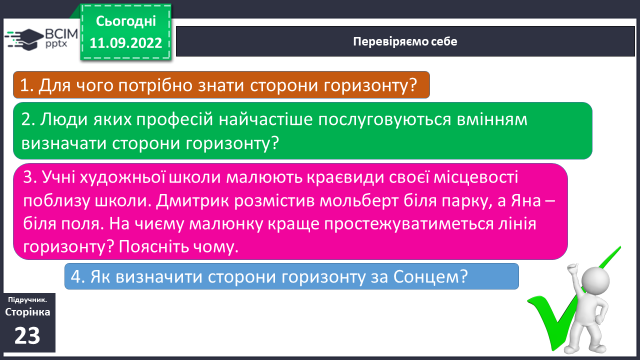 BCIM
pptx
Сьогодні
11.09.2022
Перевіряємо себе
1. Для чого потрібно знати сторони горизонту?
2. Люди яких професій найчастіше послуговуються вмінням
визначати сторони горизонту?
3. Учні художньої школи малюють краєвиди своєї місцевості
поблизу школи. Дмитрик розмістив мольберт біля парку, а Яна –
біля поля. На чиєму малюнку краще простежуватиметься лінія
горизонту? Поясніть чому.
4. Як визначити сторони горизонту за Сонцем?
Підручник.
Сторінка
23